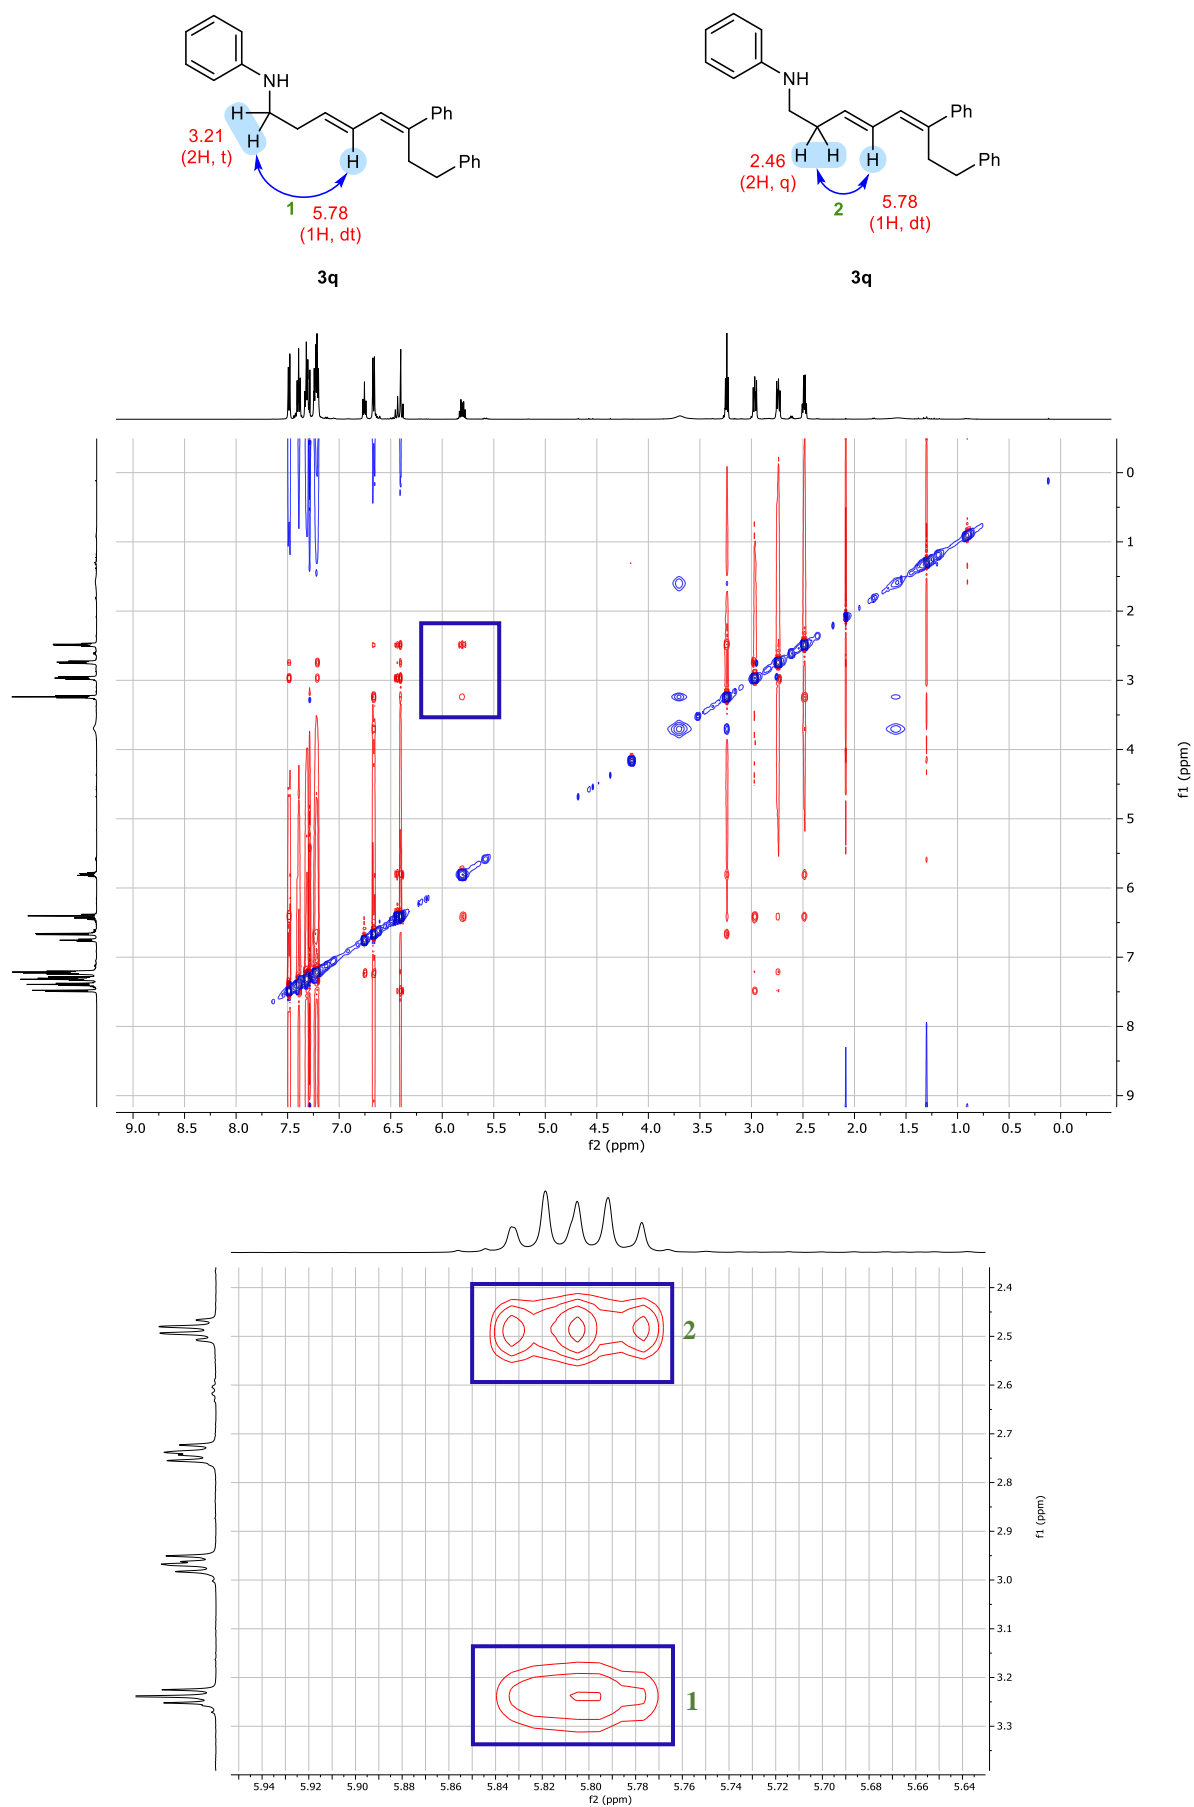 NH
H
H
H
Ph
Ph
3.21
(2H, t)
1
5.78
(1H, dt)
3q
NH
H H
H
Ph
Ph
2.46
(2H, q)
2
5.78
(1H, dt)
3q
0
1
2
3
4
5
6
7
8
9
f1 (ppm)
9.0 8.5 8.0 7.5 7.0 6.5 6.0 5.5 5.0 4.5 4.0 3.5 3.0 2.5 2.0 1.5 1.0 0.5 0.0
f2 (ppm)
2
1
2.4
2.5
2.6
2.7
2.8
2.9
3.0
3.1
3.2
3.3
f1 (ppm)
5.94 5.92 5.90 5.88 5.86 5.84 5.82 5.80 5.78 5.76 5.74 5.72 5.70 5.68 5.66 5.64
f2 (ppm)